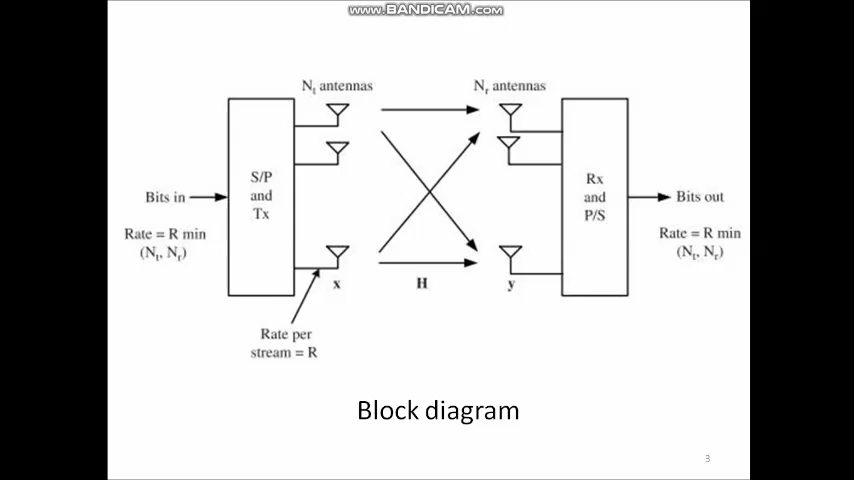 www.BANDICAM.com
Nt antennas
Nr antennas
S/P
and
Tx
Rx
and
P/S
Bits in
Bits out
Rate = R min
(Nt, Nr)
Rate = R min
(Nt, Nr)
x
H
y
Rate per
stream = R
Block diagram
3